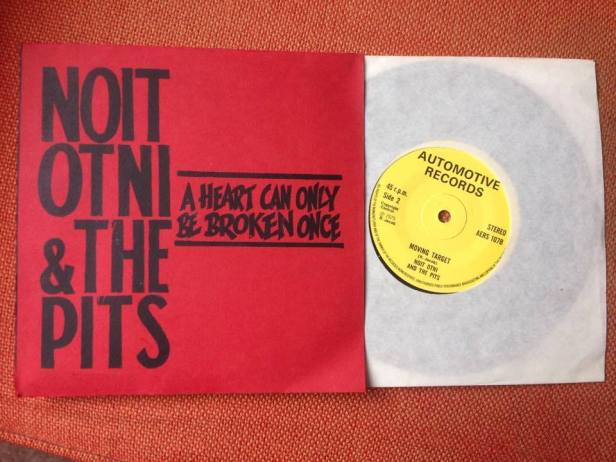 NOIT
OTNI
& THE
PITS
A HEART CAN ONLY
BE BROKEN ONCE
AUTOMOTIVE
RECORDS
45 r.p.m.
Side 2
STEREO
AERS 1078
MOVING TARGET
NOIT OTNI
AND THE PITS